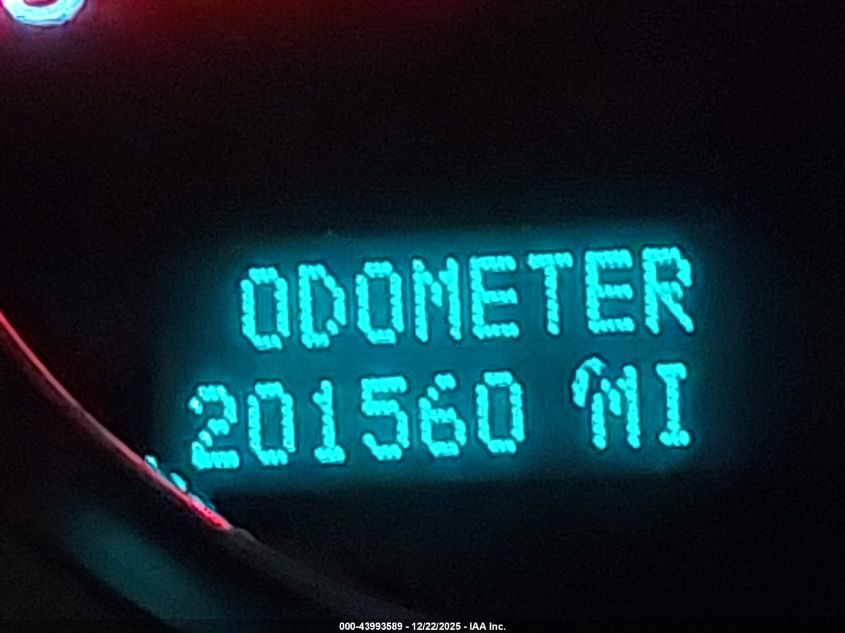 ODOMETER
201560 MI
000-43993589 - 12/22/2025 - IAA Inc.